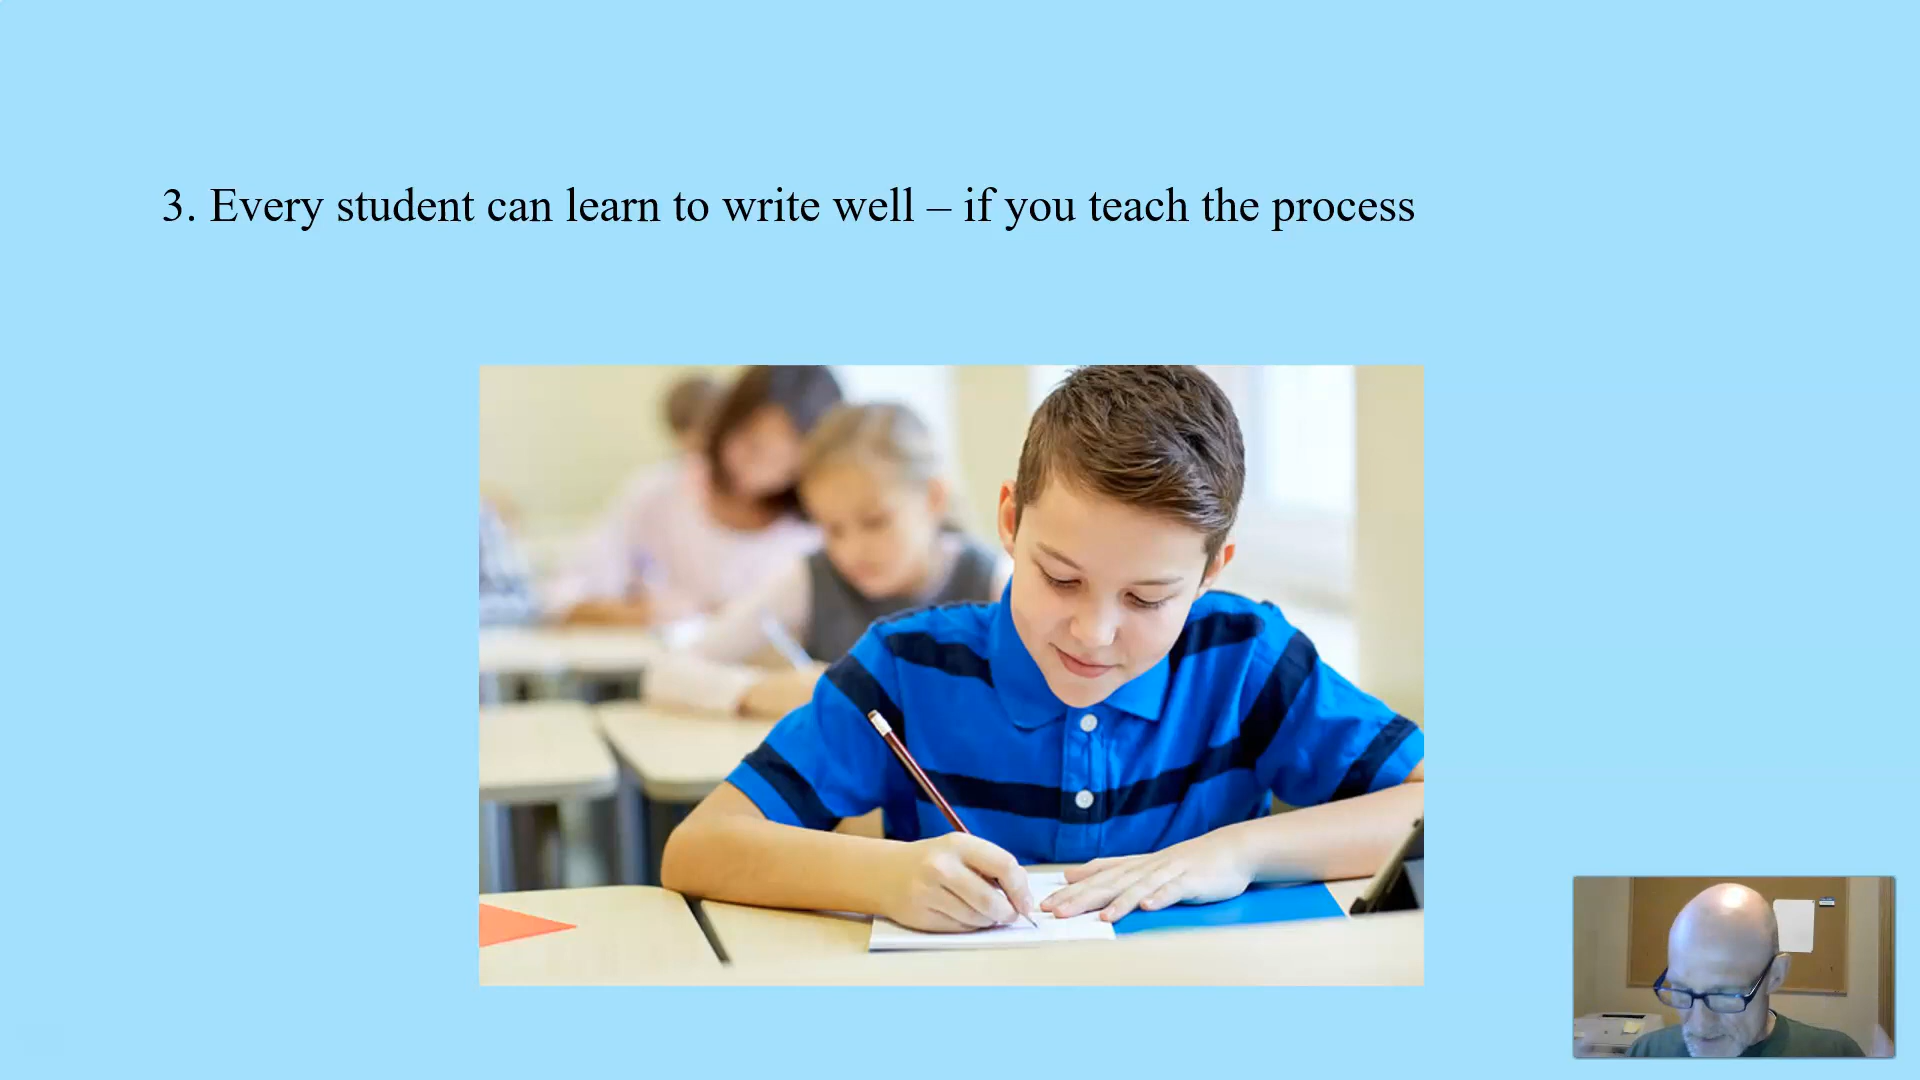 3. Every student can learn to write well – if you teach the process